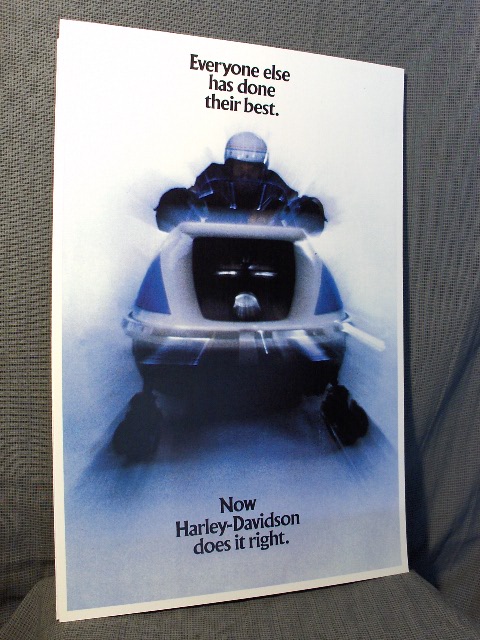 Everyone else
has done
their best.
Now
Harley-Davidson
does it right.